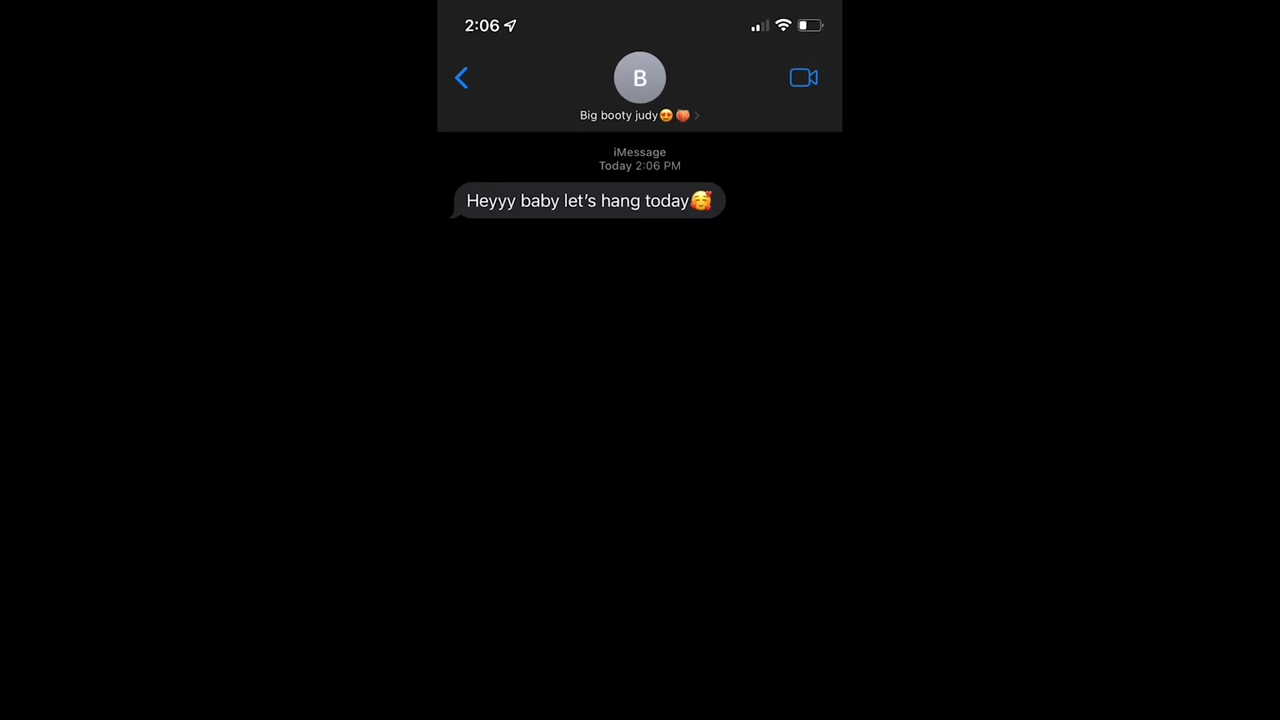 2:06
B
Big booty judy😍🍑
iMessage
Today 2:06 PM
Heyyy baby let’s hang today🥰